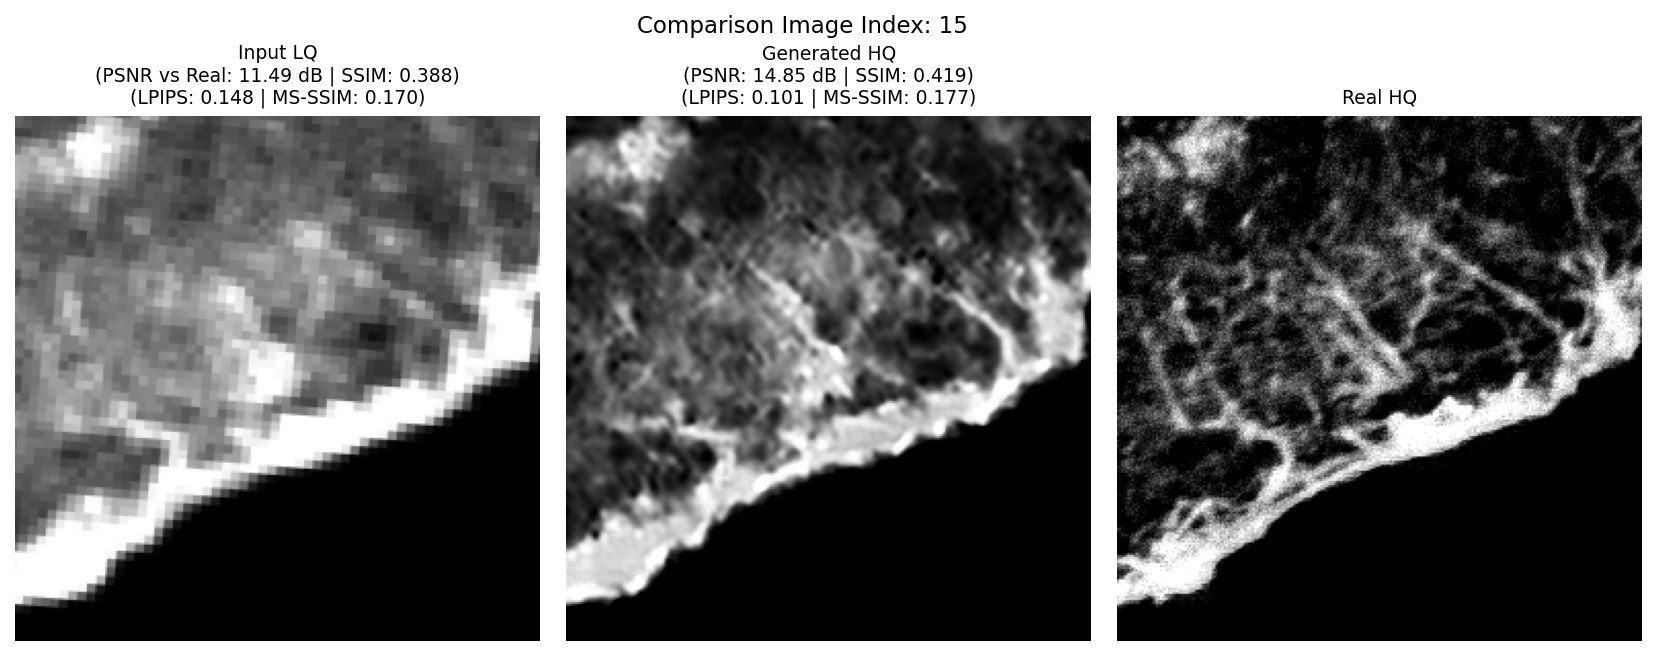 Comparison Image Index: 15
Input LQ
(PSNR vs Real: 11.49 dB | SSIM: 0.388)
(LPIPS: 0.148 | MS-SSIM: 0.170)
Generated HQ
(PSNR: 14.85 dB | SSIM: 0.419)
(LPIPS: 0.101 | MS-SSIM: 0.177)
Real HQ